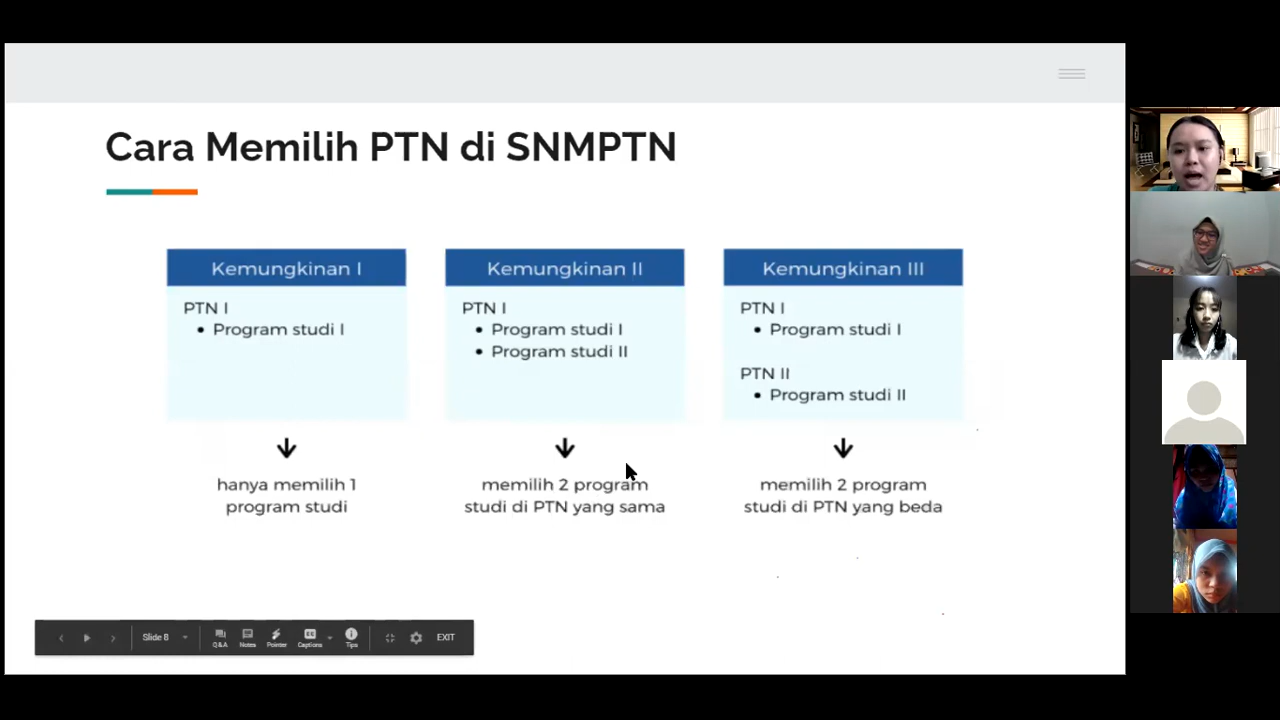 Cara Memilih PTN di SNMPTN
Kemungkinan I
PTN I
• Program studi I
hanya memilih 1
program studi
Kemungkinan II
PTN I
• Program studi I
• Program studi II
memilih 2 program
studi di PTN yang sama
Kemungkinan III
PTN I
• Program studi I
PTN II
• Program studi II
memilih 2 program
studi di PTN yang beda
Slide 8
Q&A
Notes
Pointer
Captions
Tips
EXIT